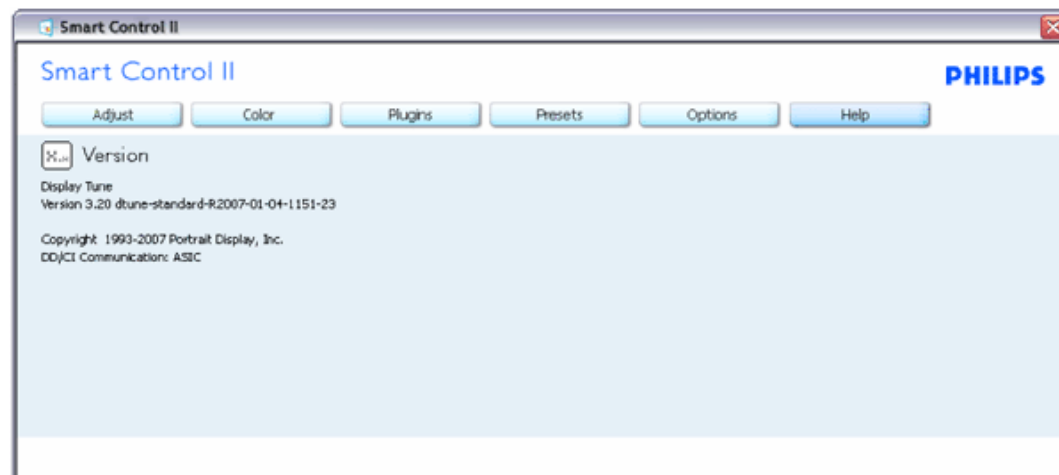 Smart Control II
Smart Control II
PHILIPS
Adjust Color Plugins Presets Options Help
Version
Display Tune
Version 3.20 dtune-standard-R2007-01-04-1151-23
Copyright 1993-2007 Portrait Display, Inc.
DD/CI Communication: ASIC